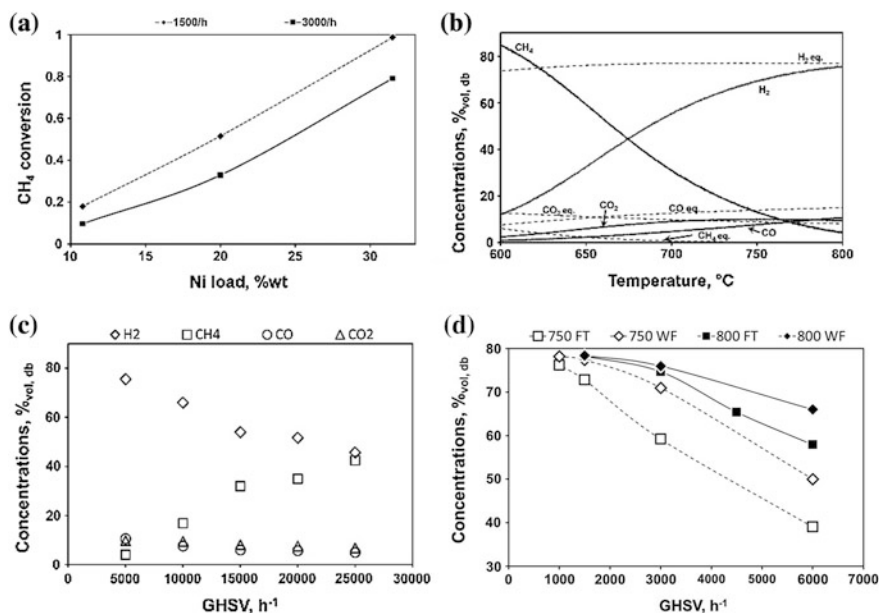 (a)
1500/h
3000/h
1
0.8
0.6
0.4
0.2
0
10
15
20
25
30
35
CH4 conversion
Ni load, %wt
(b)
80
60
40
20
0
600
650
700
750
800
Concentrations, %vol, db
Temperature, °C
CH4
H2 eq.
H2
CO2 eq.
CO2
CO eq.
CH4 eq.
CO
(c)
H2
CH4
CO
CO2
80
60
40
20
0
0
5000
10000
15000
20000
25000
30000
Concentrations, %vol, db
GHSV, h-1
(d)
750 FT
750 WF
800 FT
800 WF
80
70
60
50
40
30
0
1000
2000
3000
4000
5000
6000
7000
Concentrations, %vol, db
GHSV, h-1